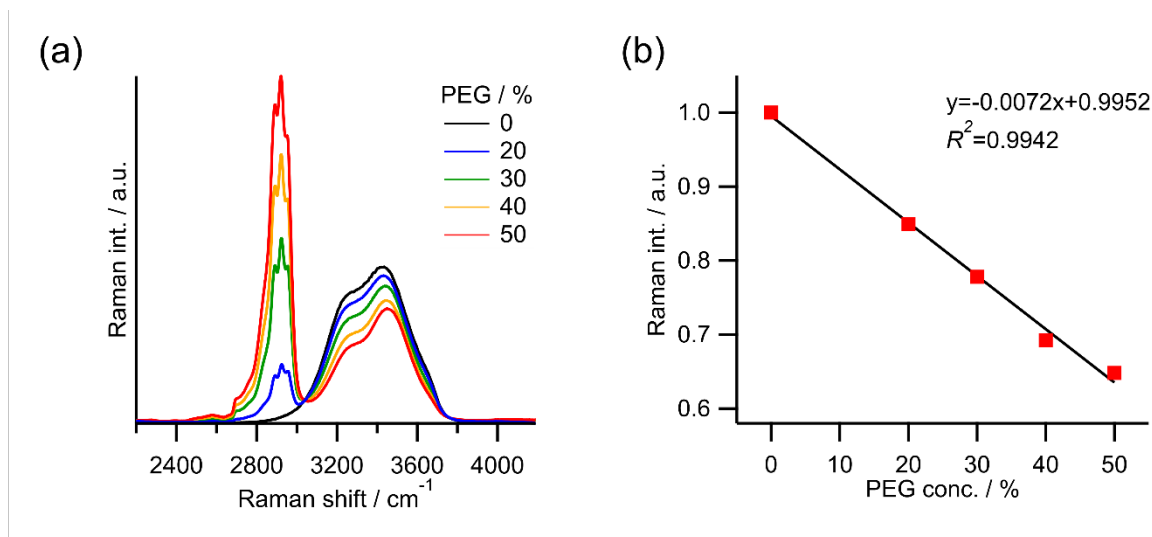 (a)
PEG / %
0
20
30
40
50
Raman int. / a.u.
2400 2800 3200 3600 4000
Raman shift / cm⁻¹
(b)
y=-0.0072x+0.9952
R²=0.9942
1.0
0.9
0.8
0.7
0.6
Raman int. / a.u.
0 10 20 30 40 50
PEG conc. / %